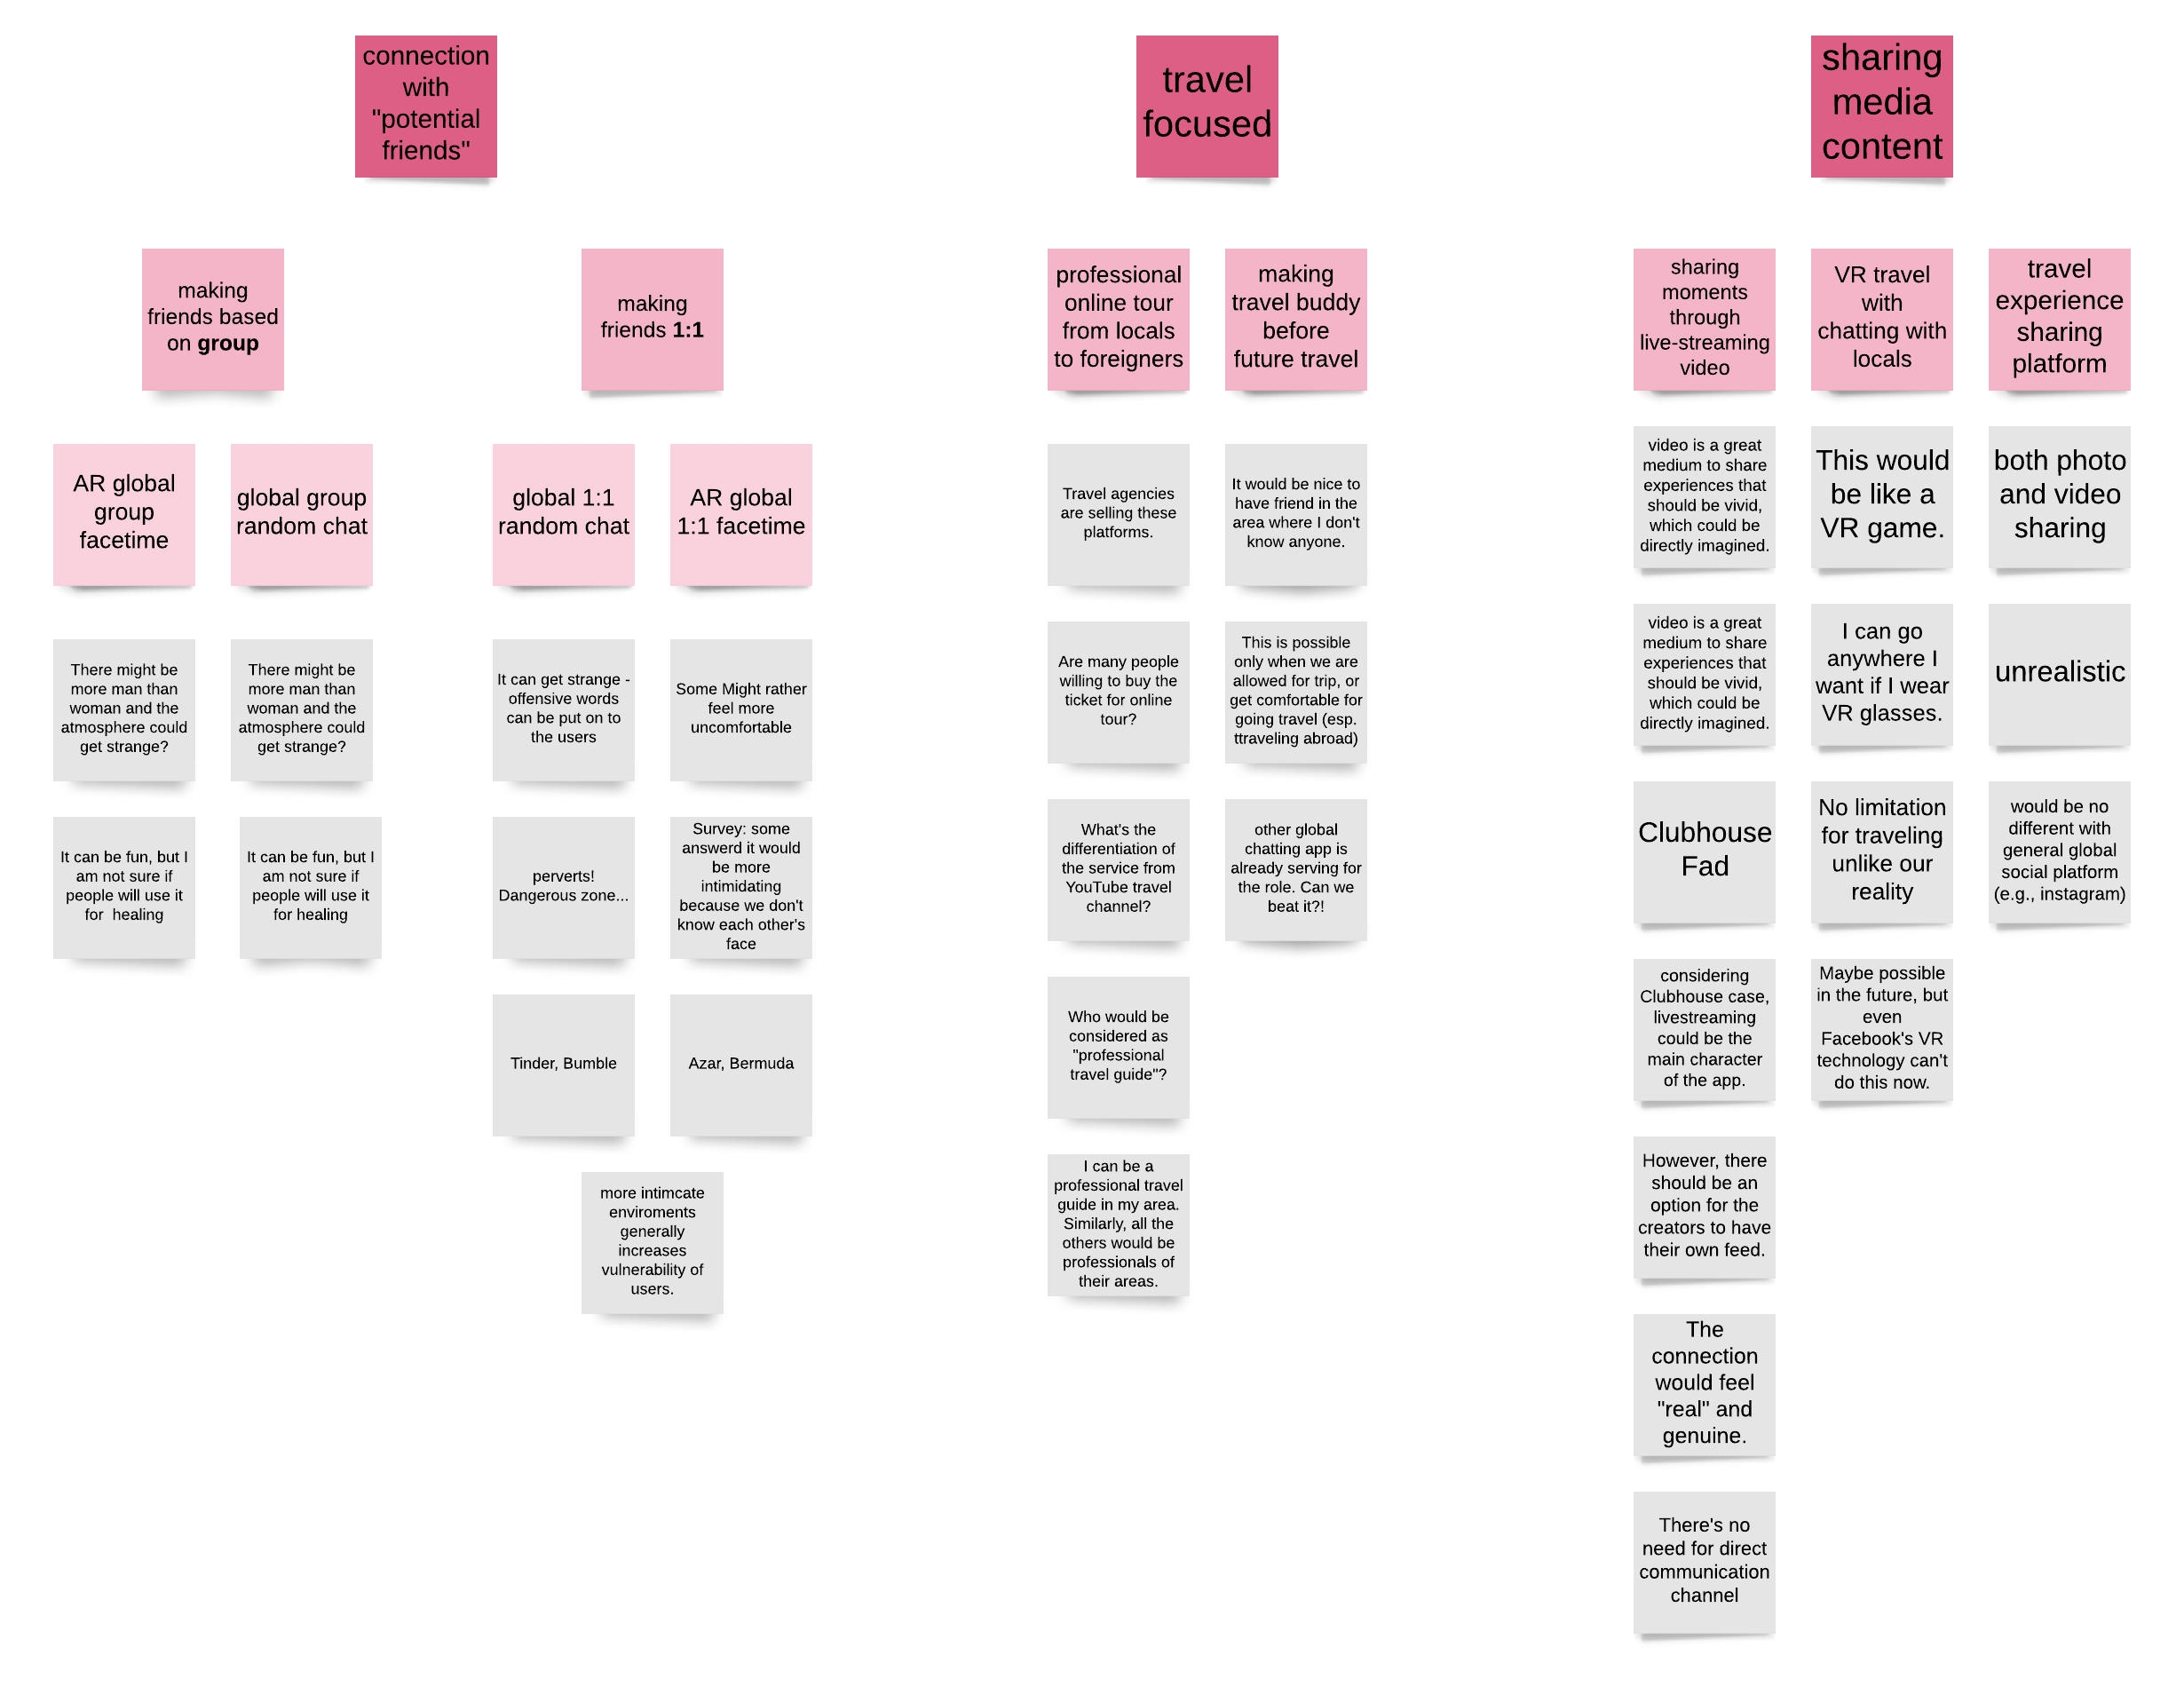 connection
with
"potential
friends"
travel
focused
sharing
media
content
making
friends based
on group
making
friends 1:1
professional
online tour
from locals
to foreigners
making
travel buddy
before
future travel
sharing
moments
through
live-streaming
video
VR travel
with
chatting with
locals
travel
experience
sharing
platform
AR global
group
facetime
global group
random chat
global 1:1
random chat
AR global
1:1 facetime
There might be
more man than
woman and the
atmosphere could
get strange?
There might be
more man than
woman and the
atmosphere could
get strange?
It can get strange -
offensive words
can be put on to
the users
Some Might rather
feel more
uncomfortable
It can be fun, but I
am not sure if
people will use it
for healing
It can be fun, but I
am not sure if
people will use it
for healing
perverts!
Dangerous zone...
Survey: some
answerd it would
be more
intimidating
because we don't
know each other's
face
Tinder, Bumble
Azar, Bermuda
more intimcate
enviroments
generally
increases
vulnerability of
users.
Travel agencies
are selling these
platforms.
It would be nice to
have friend in the
area where I don't
know anyone.
Are many people
willing to buy the
ticket for online
tour?
This is possible
only when we are
allowed for trip, or
get comfortable for
going travel (esp.
ttraveling abroad)
What's the
differentiation of
the service from
YouTube travel
channel?
other global
chatting app is
already serving for
the role. Can we
beat it?!
Who would be
considered as
"professional
travel guide"?
I can be a
professional travel
guide in my area.
Similarly, all the
others would be
professionals of
their areas.
video is a great
medium to share
experiences that
should be vivid,
which could be
directly imagined.
This would
be like a
VR game.
both photo
and video
sharing
video is a great
medium to share
experiences that
should be vivid,
which could be
directly imagined.
I can go
anywhere I
want if I wear
VR glasses.
unrealistic
Clubhouse
Fad
No limitation
for traveling
unlike our
reality
would be no
different with
general global
social platform
(e.g., instagram)
considering
Clubhouse case,
livestreaming
could be the
main character
of the app.
Maybe possible
in the future, but
even
Facebook's VR
technology can't
do this now.
However, there
should be an
option for the
creators to have
their own feed.
The
connection
would feel
"real" and
genuine.
There's no
need for direct
communication
channel